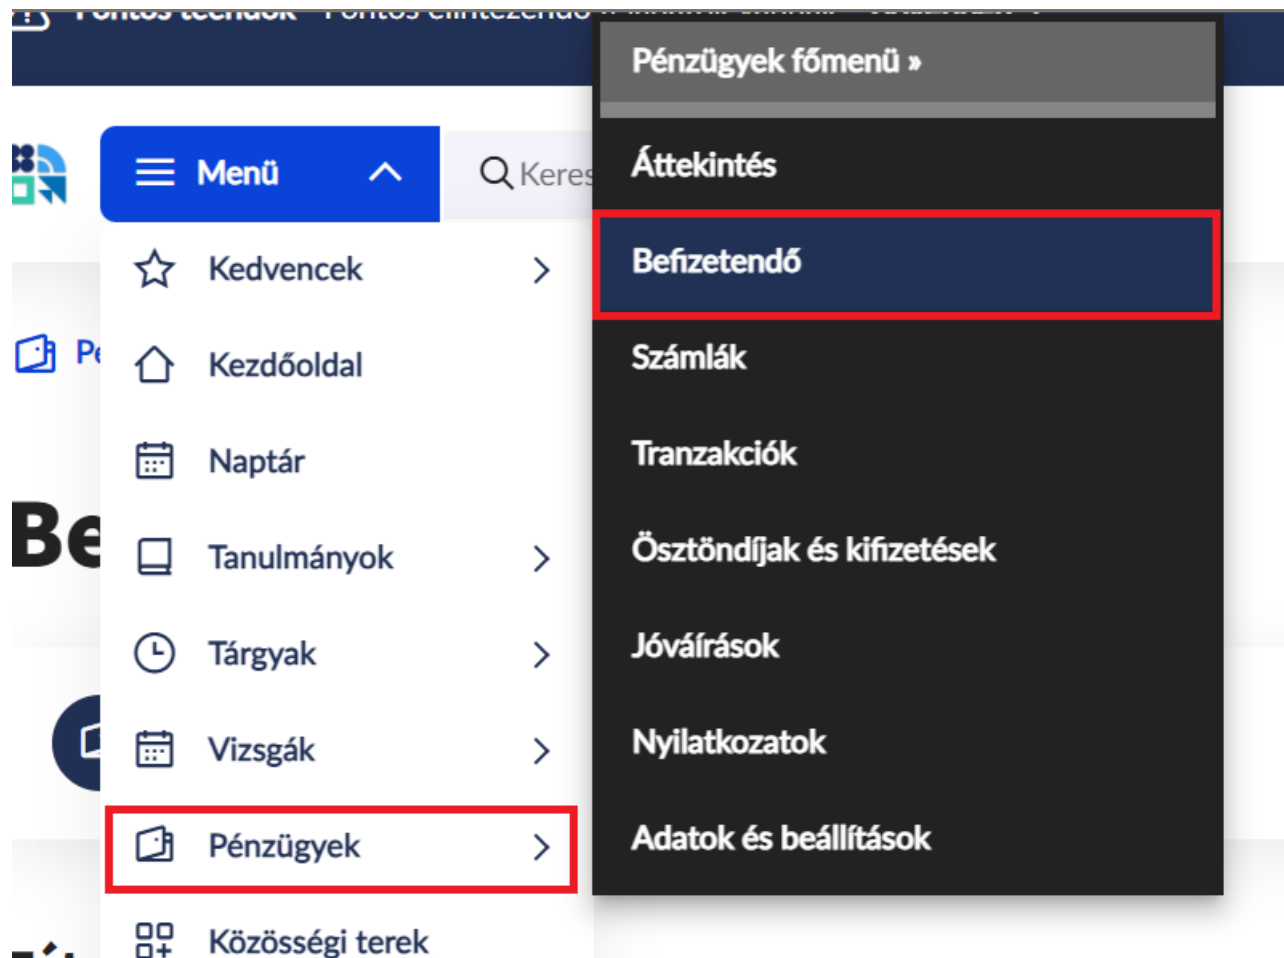 Pénzügyek főmenü »
Menü
Keres
Áttekintés
Kedvencek
Befizetendő
Kezdőoldal
Számlák
Naptár
Tranzakciók
Be
Tanulmányok
Ösztöndíjak és kifizetések
Tárgyak
Jóváírások
Vizsgák
Nyilatkozatok
Pénzügyek
Adatok és beállítások
Közösségi terek